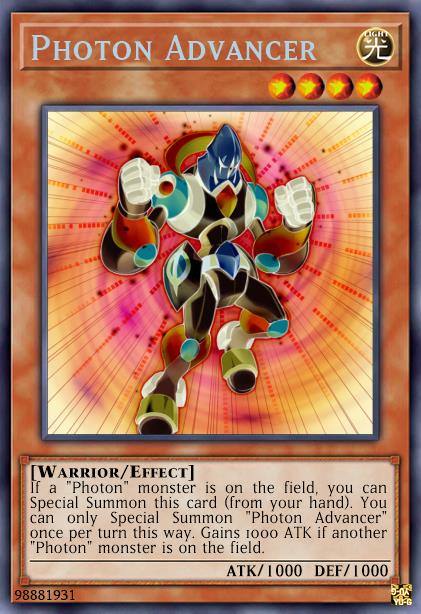 PHOTON ADVANCER
LIGHT
光
[WARRIOR/EFFECT]
If a "Photon" monster is on the field, you can
Special Summon this card (from your hand). You
can only Special Summon "Photon Advancer"
once per turn this way. Gains 1000 ATK if another
"Photon" monster is on the field.
ATK/1000 DEF/1000
98881931